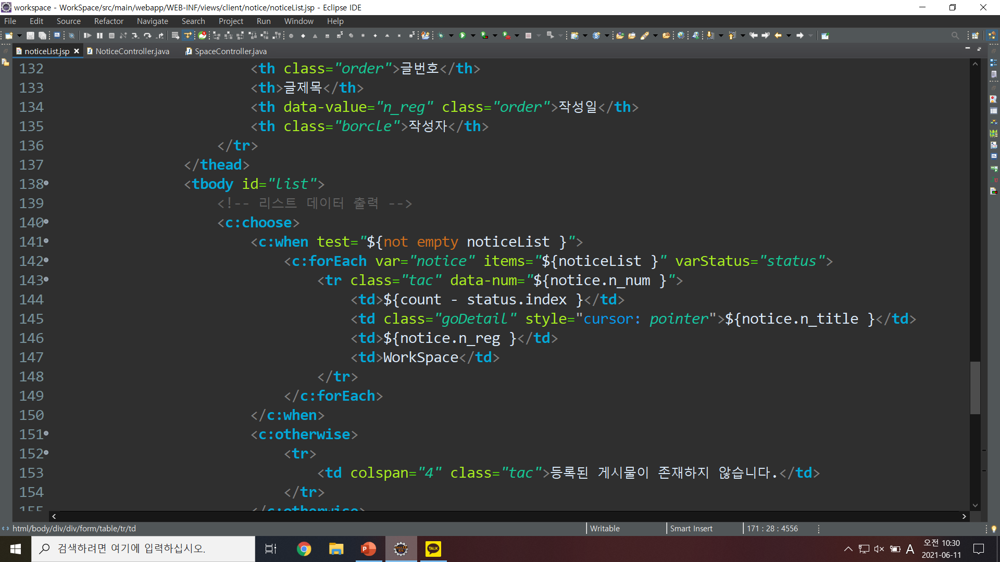 workspace - WorkSpace/src/main/webapp/WEB-INF/views/client/notice/noticeList.jsp - Eclipse IDE
File Edit Source Refactor Navigate Search Project Run Window Help
noticeList.jsp NoticeController.java SpaceController.java
132 <th class="order">글번호</th>
133 <th>글제목</th>
134 <th data-value="n_reg" class="order">작성일</th>
135 <th class="borcle">작성자</th>
136 </tr>
137 </thead>
138 <tbody id="list">
139 <!-- 리스트 데이터 출력 -->
140 <c:choose>
141 <c:when test="${not empty noticeList }">
142 <c:forEach var="notice" items="${noticeList }" varStatus="status">
143 <tr class="tac" data-num="${notice.n_num }">
144 <td>${count - status.index }</td>
145 <td class="goDetail" style="cursor: pointer">${notice.n_title }</td>
146 <td>${notice.n_reg }</td>
147 <td>WorkSpace</td>
148 </tr>
149 </c:forEach>
150 </c:when>
151 <c:otherwise>
152 <tr>
153 <td colspan="4" class="tac">등록된 게시물이 존재하지 않습니다.</td>
154 </tr>
155 </c:otherwise>
html/body/div/div/form/table/tr/td Writable Smart Insert 171 : 28 : 4556
검색하려면 여기에 입력하십시오.
TALK
A
오전 10:30
2021-06-11